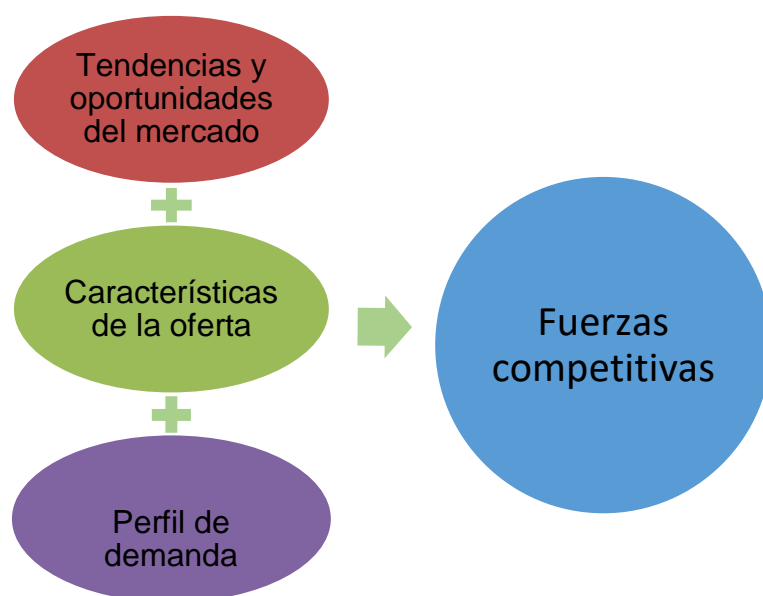 Tendencias y
oportunidades
del mercado
Características
de la oferta
Perfil de
demanda
Fuerzas
competitivas